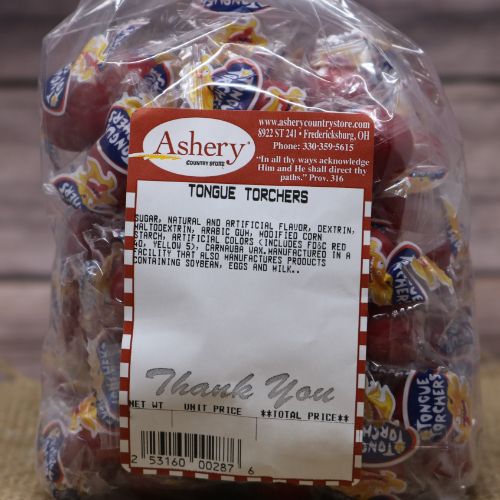 TONGUE
TORCHERS
Ashery®
COUNTRY STORE
www.asherycountrystore.com
8922 ST 241 • Fredericksburg, OH
Phone: 330-359-5615
"In all thy ways acknowledge
Him and He shall direct thy
paths." Prov. 316
TONGUE TORCHERS
SUGAR, NATURAL AND ARTIFICIAL FLAVOR, DEXTRIN,
MALTODEXTRIN, ARABIC GUM, MODIFIED CORN
STARCH, ARTIFICIAL COLORS (INCLUDES FD&C RED
40, YELLOW 5), CARNAUBA WAX.MANUFACTURED IN A
FACILITY THAT ALSO MANUFACTURES PRODUCTS
CONTAINING SOYBEAN, EGGS AND MILK..
Thank You
NET WT UNIT PRICE **TOTAL PRICE**
2 53160 00287 6
TONGUE
TORCHERS